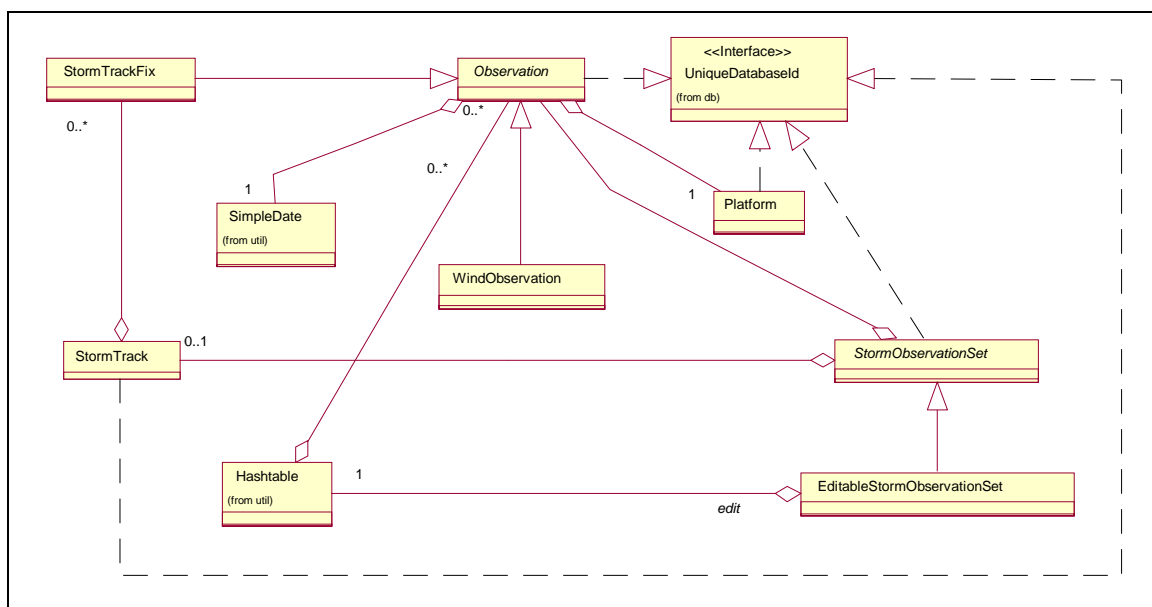 <<Interface>>
UniqueDatabaseId
(from db)
StormTrackFix
Observation
0..*
0..*
0..*
1
1
SimpleDate
(from util)
Platform
WindObservation
0..1
StormTrack
StormObservationSet
Hashtable
(from util)
1
edit
EditableStormObservationSet